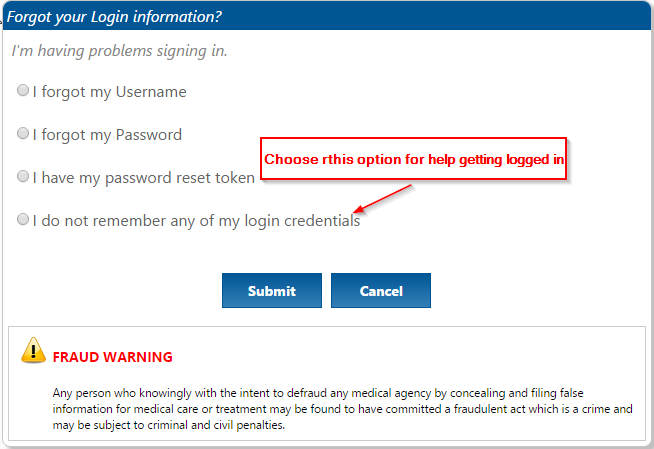 Forgot your Login information?
I'm having problems signing in.
I forgot my Username
I forgot my Password
Choose rthis option for help getting logged in
I have my password reset token
I do not remember any of my login credentials
Submit
Cancel
FRAUD WARNING
Any person who knowingly with the intent to defraud any medical agency by concealing and filing false
information for medical care or treatment may be found to have committed a fraudulent act which is a crime and
may be subject to criminal and civil penalties.